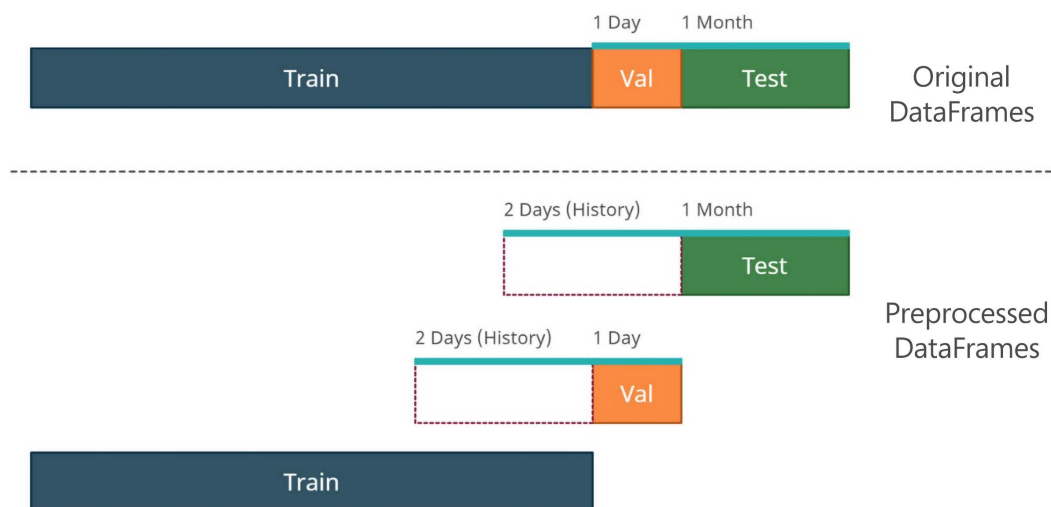 1 Day 1 Month
Train Val Test
Original
DataFrames
2 Days (History) 1 Month
Test
Preprocessed
DataFrames
2 Days (History) 1 Day
Val
Train